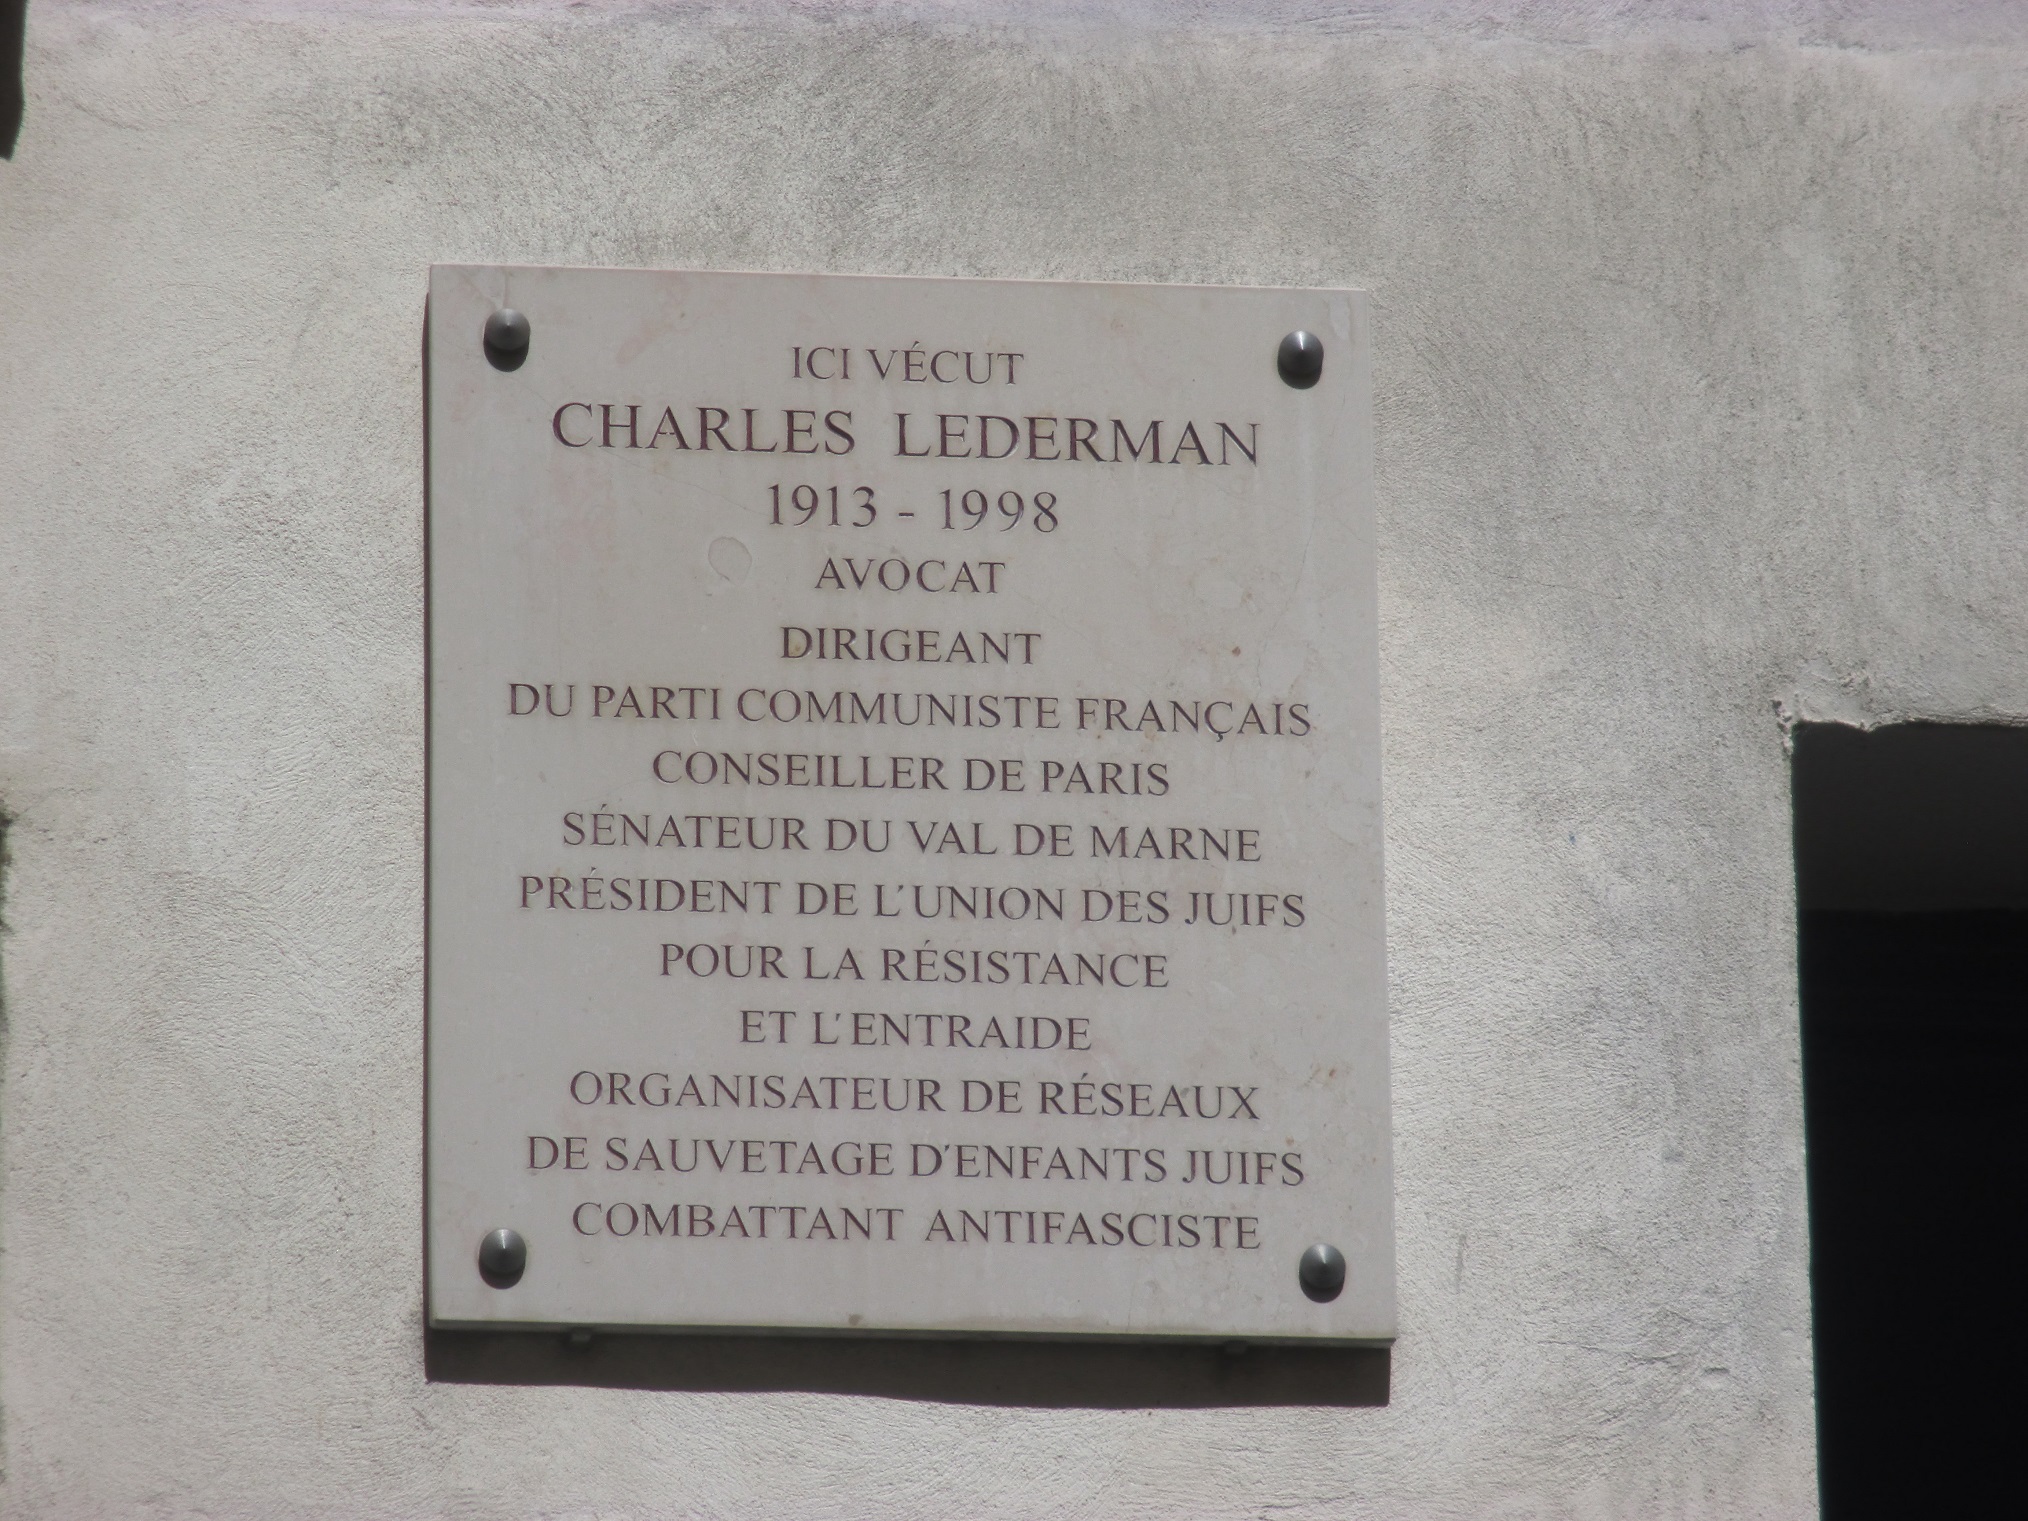 ICI VÉCUT
CHARLES LEDERMAN
1913 - 1998
AVOCAT
DIRIGEANT
DU PARTI COMMUNISTE FRANÇAIS
CONSEILLER DE PARIS
SÉNATEUR DU VAL DE MARNE
PRÉSIDENT DE L'UNION DES JUIFS
POUR LA RÉSISTANCE
ET L'ENTRAIDE
ORGANISATEUR DE RÉSEAUX
DE SAUVETAGE D'ENFANTS JUIFS
COMBATTANT ANTIFASCISTE